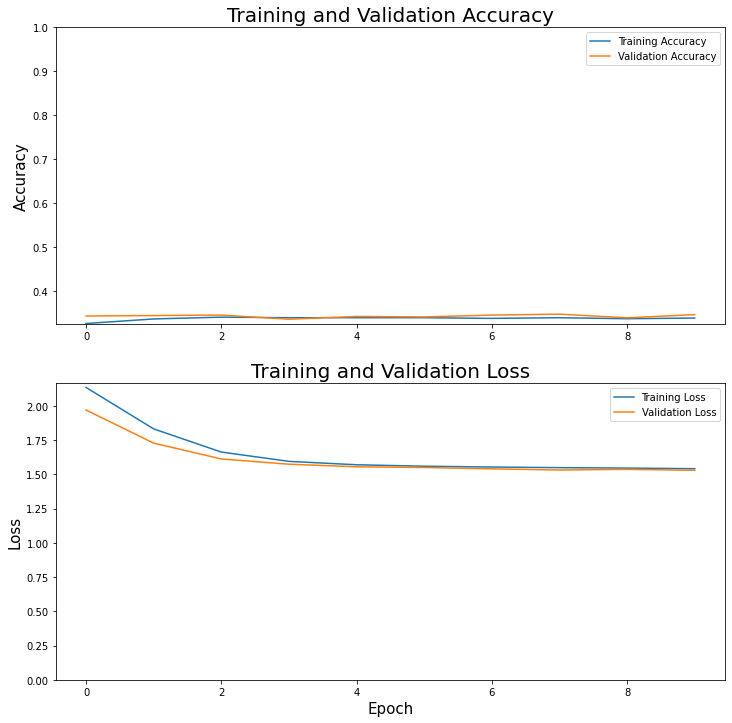 Training and Validation Accuracy
1.0
0.9
0.8
0.7
0.6
0.5
0.4
Accuracy
Training Accuracy
Validation Accuracy
0 2 4 6 8
Training and Validation Loss
2.00
1.75
1.50
1.25
1.00
0.75
0.50
0.25
0.00
Loss
Training Loss
Validation Loss
0 2 4 6 8
Epoch